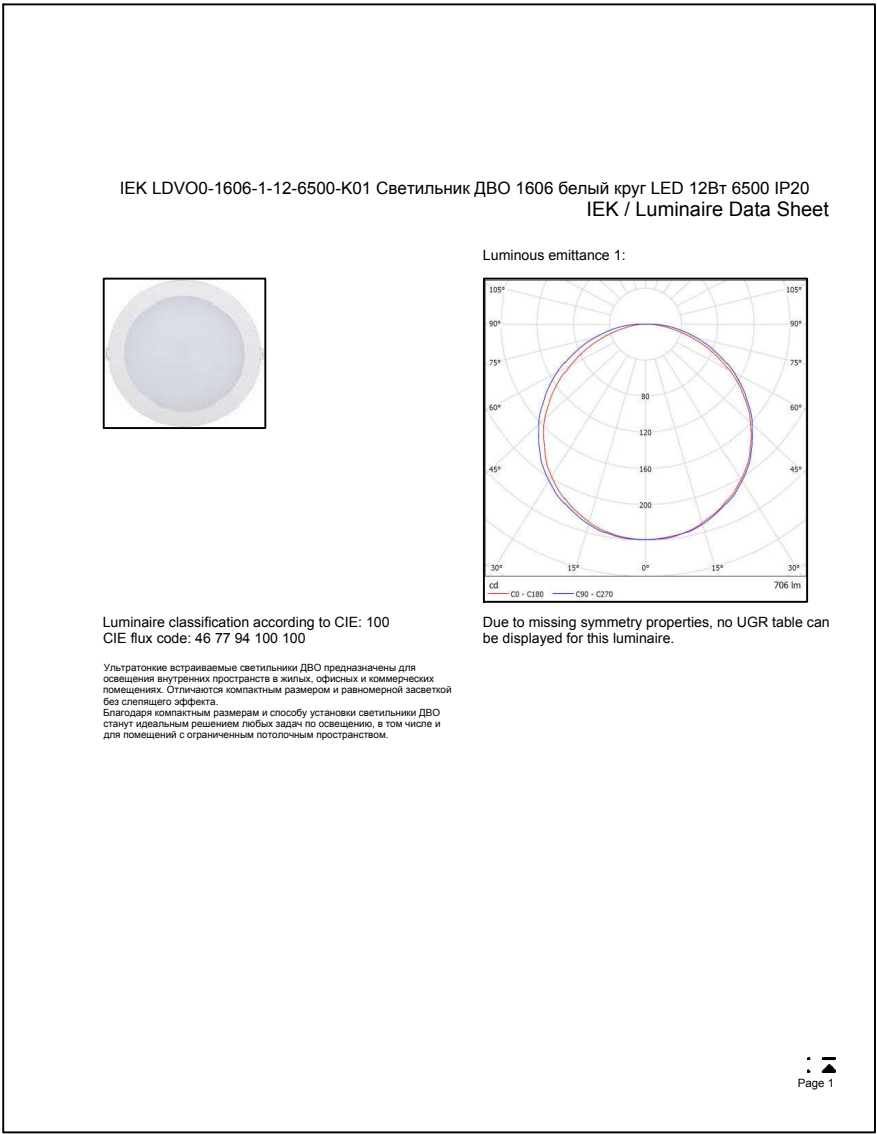 IEK LDVO0-1606-1-12-6500-K01 Светильник ДВО 1606 белый круг LED 12Вт 6500 IP20
IEK / Luminaire Data Sheet
Luminous emittance 1:
105° 105°
90° 90°
75° 75°
60° 60°
45° 45°
80
120
160
200
30° 15° 0° 15° 30°
cd 706 lm
C0 - C180 C90 - C270
Luminaire classification according to CIE: 100
CIE flux code: 46 77 94 100 100
Due to missing symmetry properties, no UGR table can
be displayed for this luminaire.
Ультратонкие встраиваемые светильники ДВО предназначены для
освещения внутренних пространств в жилых, офисных и коммерческих
помещениях. Отличаются компактным размером и равномерной засветкой
без слепящего эффекта.
Благодаря компактным размерам и способу установки светильники ДВО
станут идеальным решением любых задач по освещению, в том числе и
для помещений с ограниченным потолочным пространством.
Page 1